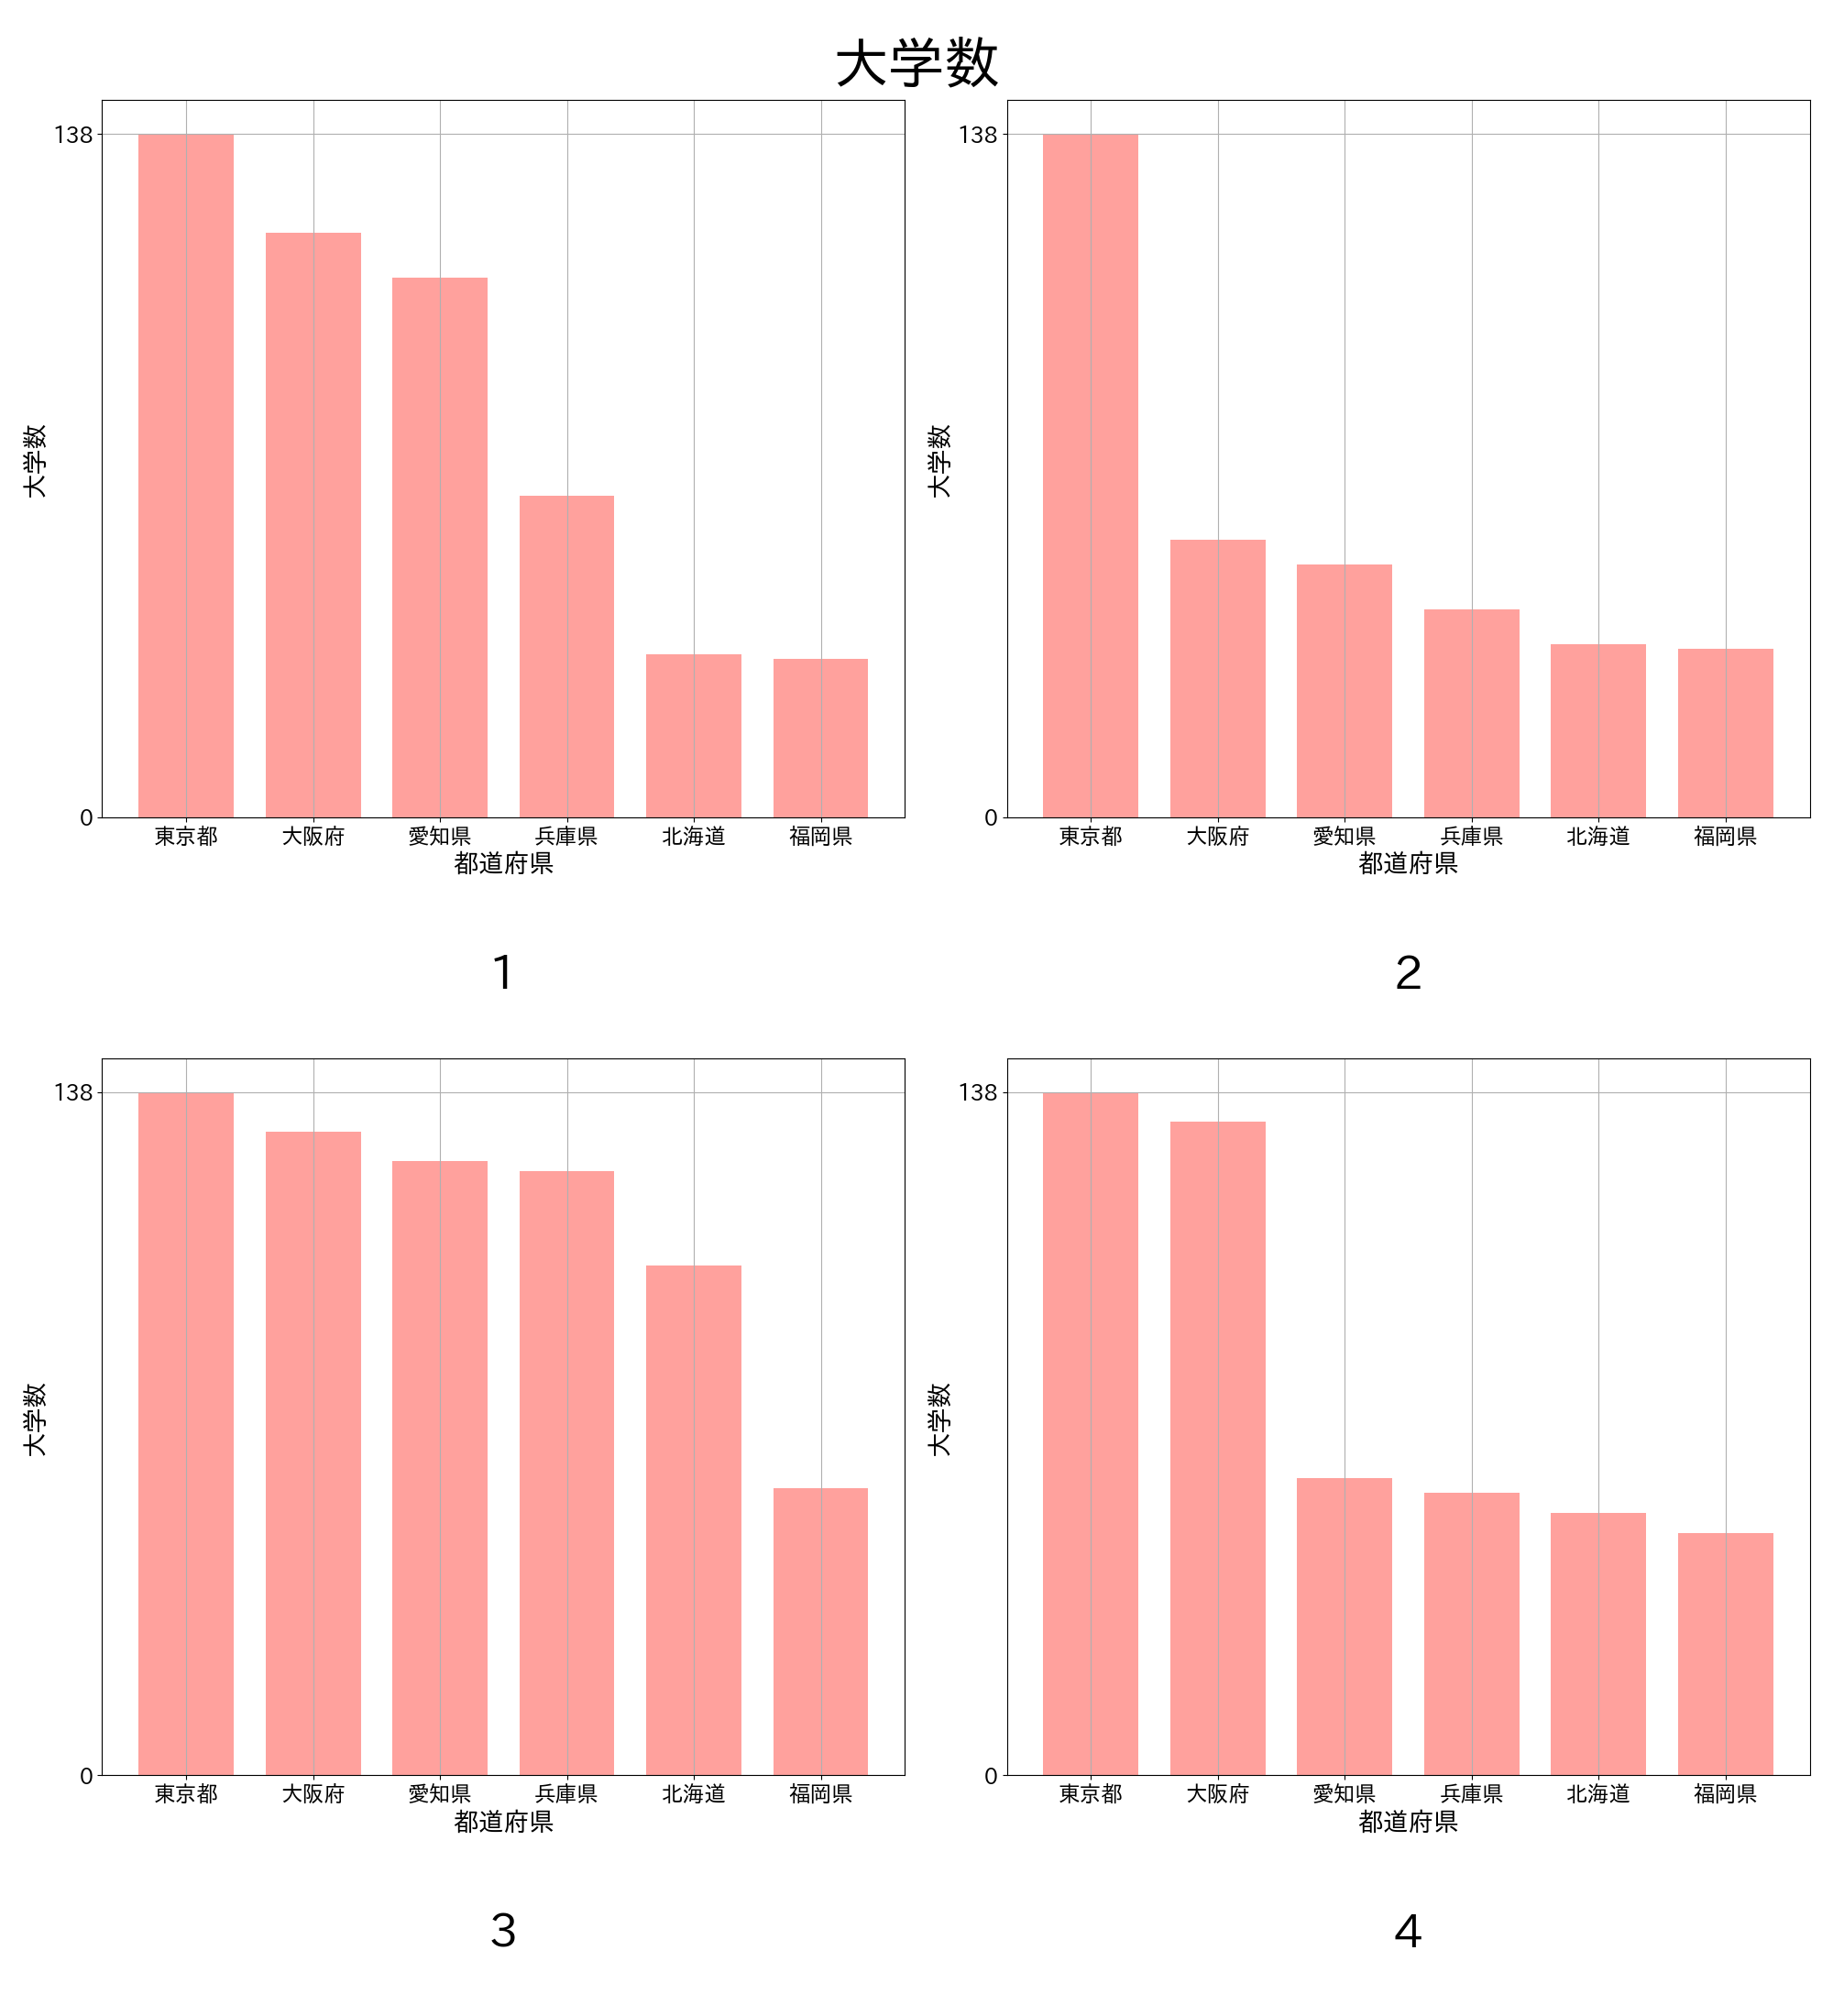 大学数
138
0
大学数
東京都 大阪府 愛知県 兵庫県 北海道 福岡県
都道府県
1
138
0
大学数
東京都 大阪府 愛知県 兵庫県 北海道 福岡県
都道府県
2
138
0
大学数
東京都 大阪府 愛知県 兵庫県 北海道 福岡県
都道府県
3
138
0
大学数
東京都 大阪府 愛知県 兵庫県 北海道 福岡県
都道府県
4